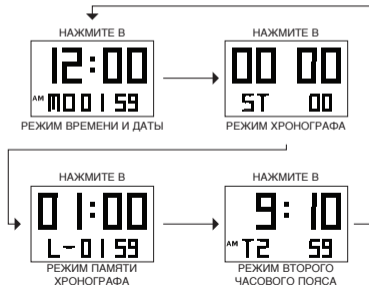 НАЖМИТЕ В
12:00
AM MO 01 59
РЕЖИМ ВРЕМЕНИ И ДАТЫ
НАЖМИТЕ В
00 00
ST 00
РЕЖИМ ХРОНОГРАФА
НАЖМИТЕ В
01:00
L-01 59
РЕЖИМ ПАМЯТИ
ХРОНОГРАФА
НАЖМИТЕ В
9:10
AM T2 59
РЕЖИМ ВТОРОГО
ЧАСОВОГО ПОЯСА